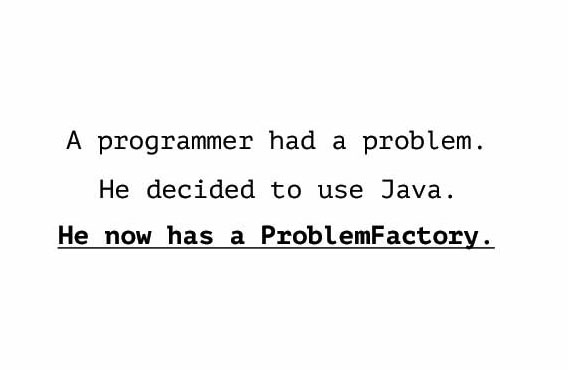 A programmer had a problem.
He decided to use Java.
He now has a ProblemFactory.